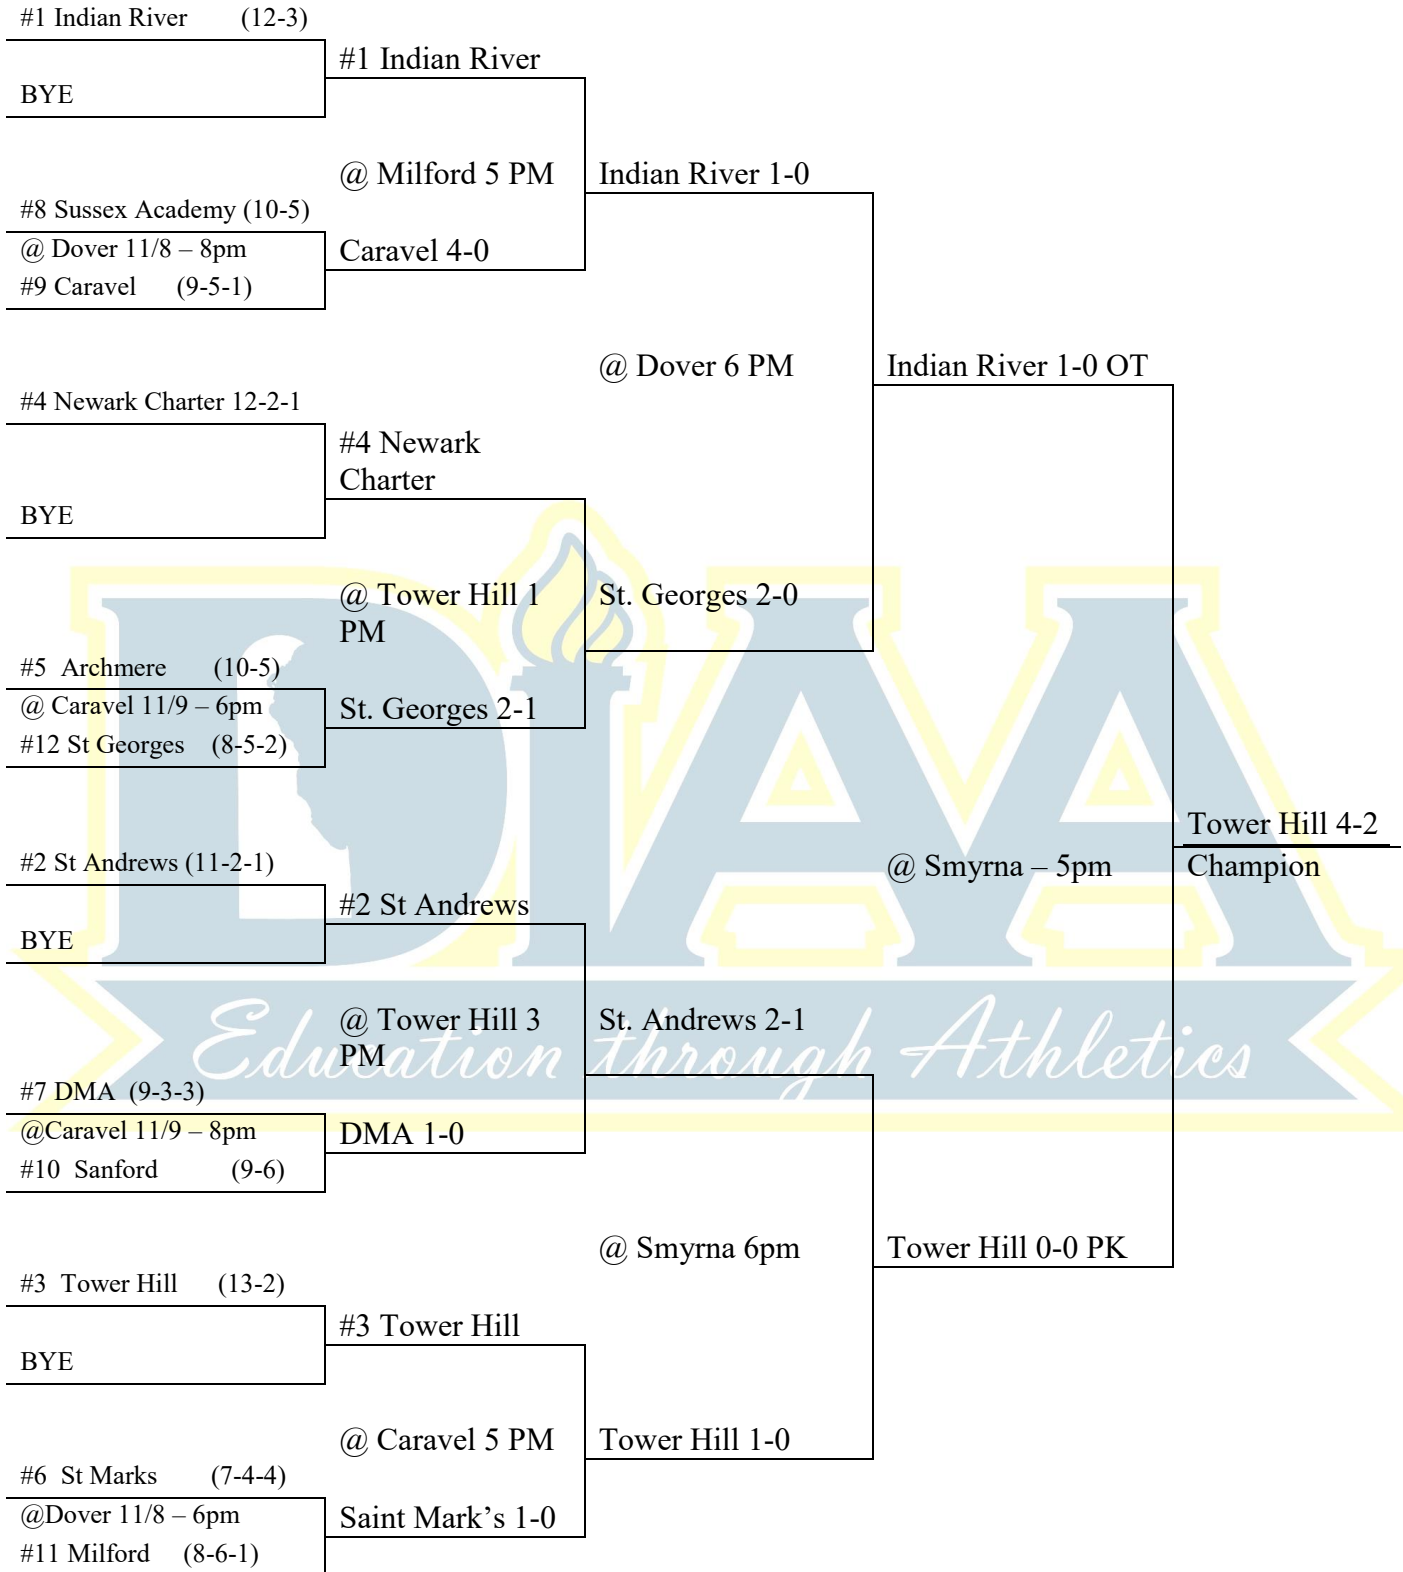 #1 Indian River (12-3)
#1 Indian River
BYE
@ Milford 5 PM
Indian River 1-0
#8 Sussex Academy (10-5)
@ Dover 11/8 – 8pm
Caravel 4-0
#9 Caravel (9-5-1)
@ Dover 6 PM
Indian River 1-0 OT
#4 Newark Charter 12-2-1
#4 Newark
Charter
BYE
@ Tower Hill 1
PM
St. Georges 2-0
#5 Archmere (10-5)
@ Caravel 11/9 – 6pm
St. Georges 2-1
#12 St Georges (8-5-2)
Tower Hill 4-2
@ Smyrna – 5pm
Champion
#2 St Andrews (11-2-1)
#2 St Andrews
BYE
@ Tower Hill 3
PM
St. Andrews 2-1
#7 DMA (9-3-3)
@Caravel 11/9 – 8pm
DMA 1-0
#10 Sanford (9-6)
@ Smyrna 6pm
Tower Hill 0-0 PK
#3 Tower Hill (13-2)
#3 Tower Hill
BYE
@ Caravel 5 PM
Tower Hill 1-0
#6 St Marks (7-4-4)
@Dover 11/8 – 6pm
Saint Mark’s 1-0
#11 Milford (8-6-1)
DIAA
Education through Athletics